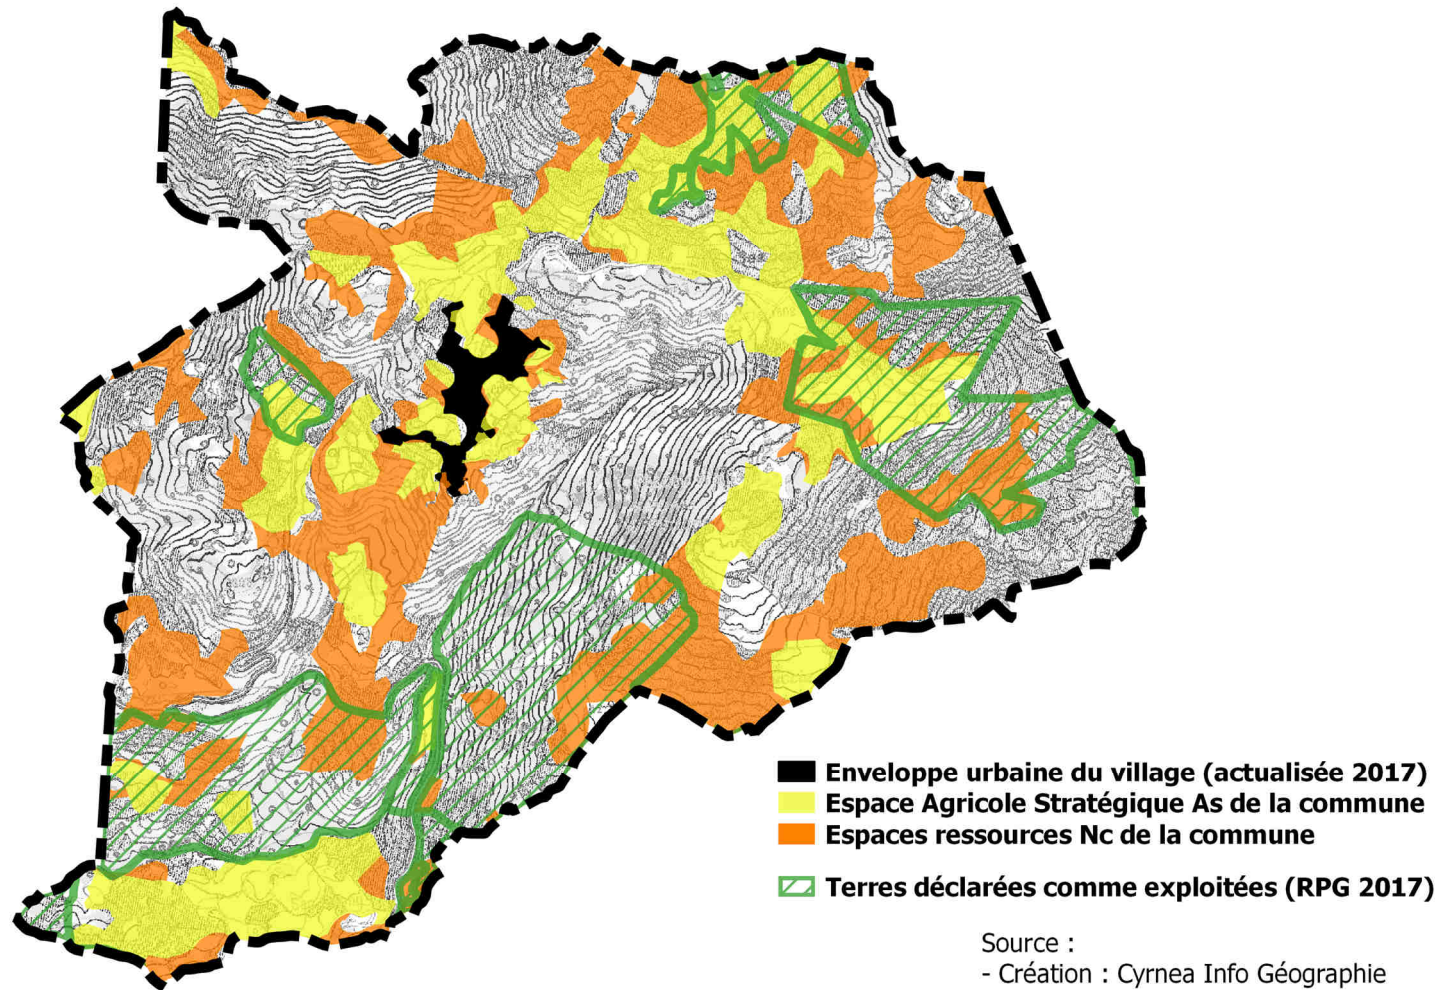 Enveloppe urbaine du village (actualisée 2017)
Espace Agricole Stratégique As de la commune
Espaces ressources Nc de la commune
Terres déclarées comme exploitées (RPG 2017)
Source :
- Création : Cyrnea Info Géographie